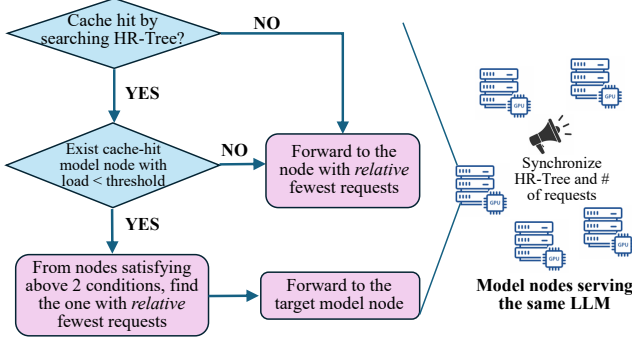 Cache hit by
searching HR-Tree?
NO
YES
Exist cache-hit
model node with
load < threshold
NO
Forward to the
node with relative
fewest requests
YES
From nodes satisfying
above 2 conditions, find
the one with relative
fewest requests
Forward to the
target model node
GPU
GPU
Synchronize
HR-Tree and #
of requests
GPU
GPU
GPU
Model nodes serving
the same LLM